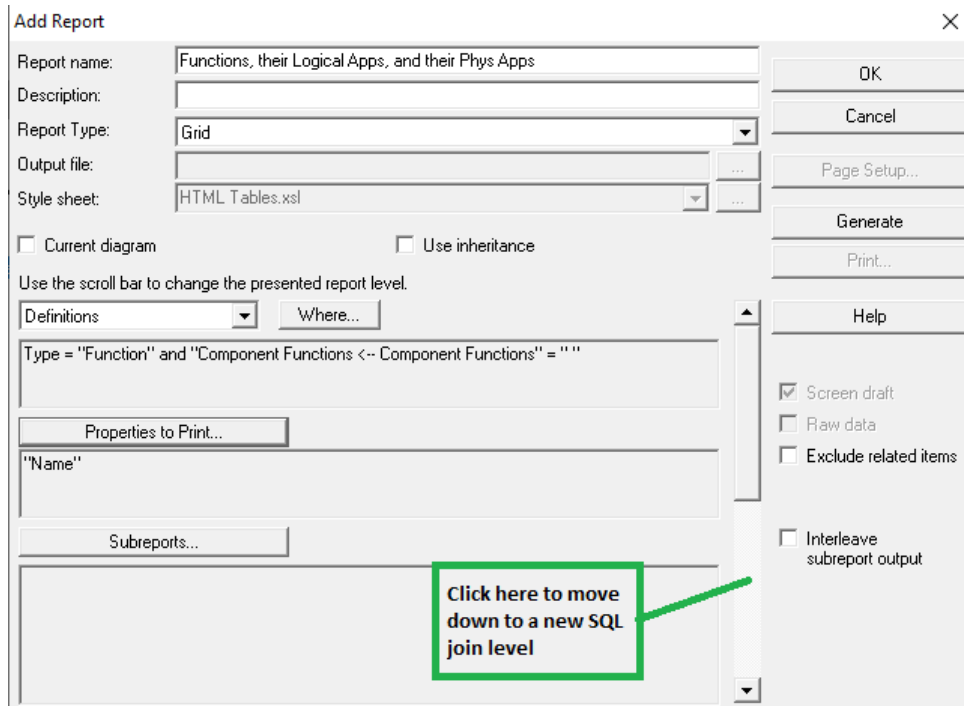 Add Report
Report name:
Functions, their Logical Apps, and their Phys Apps
OK
Description:
Cancel
Report Type:
Grid
Output file:
...
Page Setup...
Style sheet:
HTML Tables.xsl
...
Generate
Current diagram
Use inheritance
Print...
Use the scroll bar to change the presented report level.
Definitions
Where...
Help
Type = "Function" and "Component Functions <-- Component Functions" = " "
Screen draft
Properties to Print...
Raw data
"Name"
Exclude related items
Subreports...
Interleave
subreport output
Click here to move
down to a new SQL
join level